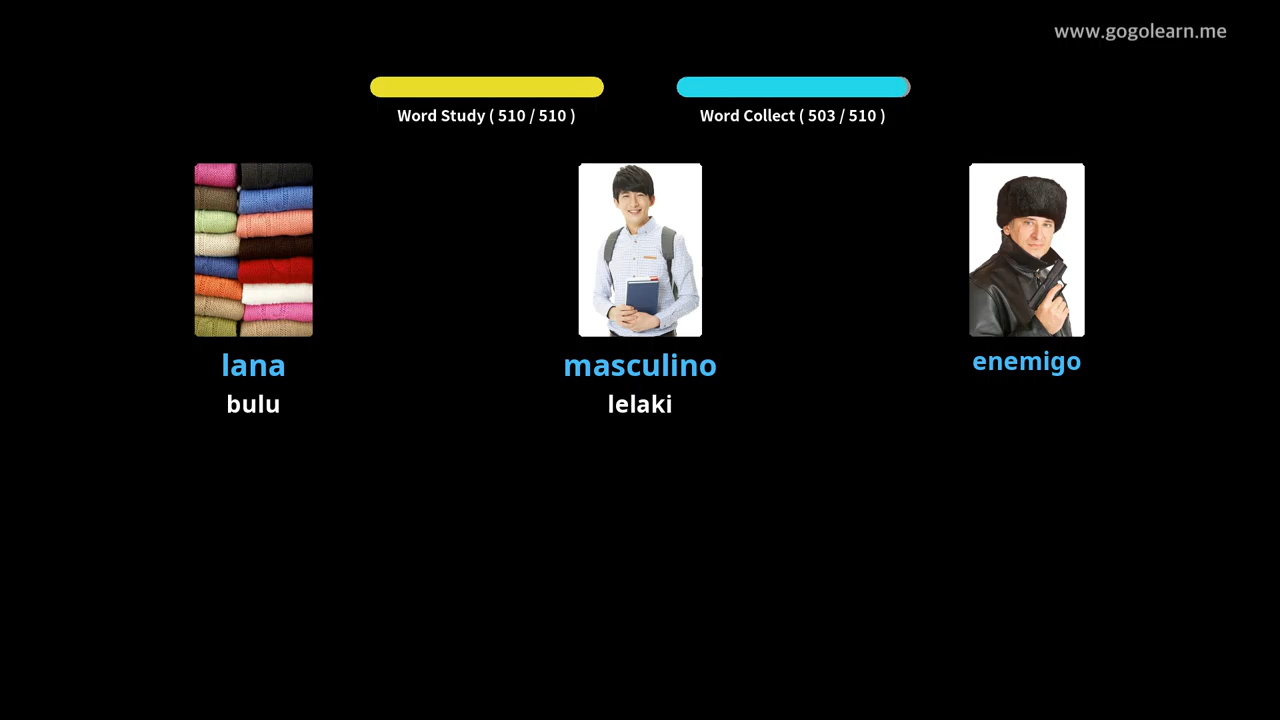 www.gogolearn.me
Word Study ( 510 / 510 )
Word Collect ( 503 / 510 )
lana
masculino
enemigo
bulu
lelaki